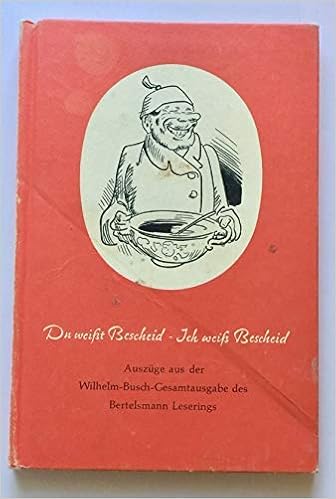 Du weißt Bescheid - Ich weiß Bescheid
Auszüge aus der
Wilhelm-Busch-Gesamtausgabe des
Bertelsmann Leserings